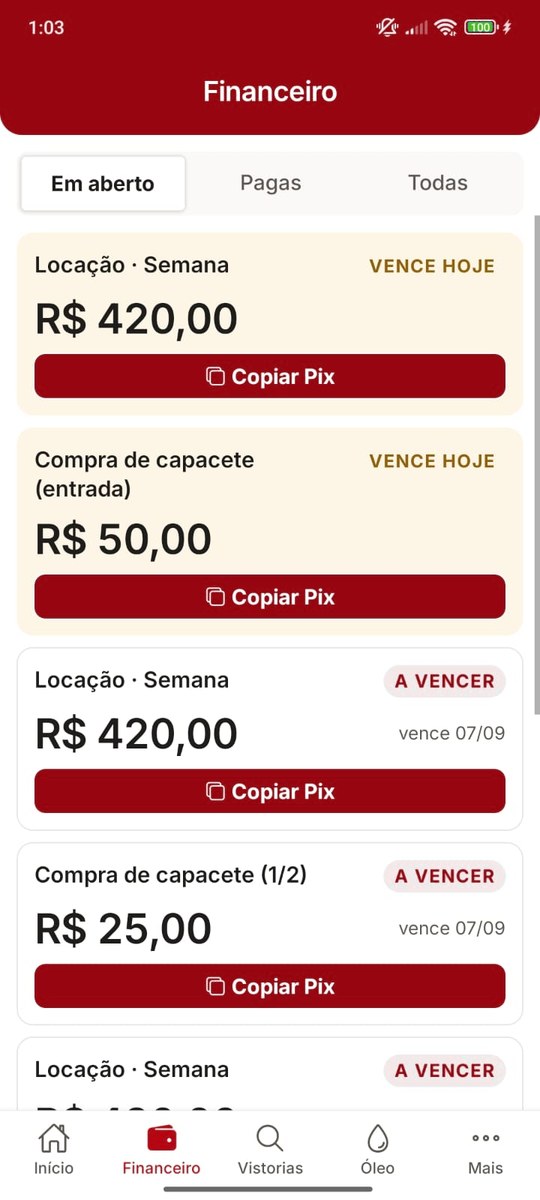 1:03
100
Financeiro
Em aberto
Pagas
Todas
Locação · Semana
VENCE HOJE
R$ 420,00
Copiar Pix
Compra de capacete
(entrada)
VENCE HOJE
R$ 50,00
Copiar Pix
Locação · Semana
A VENCER
R$ 420,00
vence 07/09
Copiar Pix
Compra de capacete (1/2)
A VENCER
R$ 25,00
vence 07/09
Copiar Pix
Locação · Semana
A VENCER
Início
Financeiro
Vistorias
Óleo
Mais